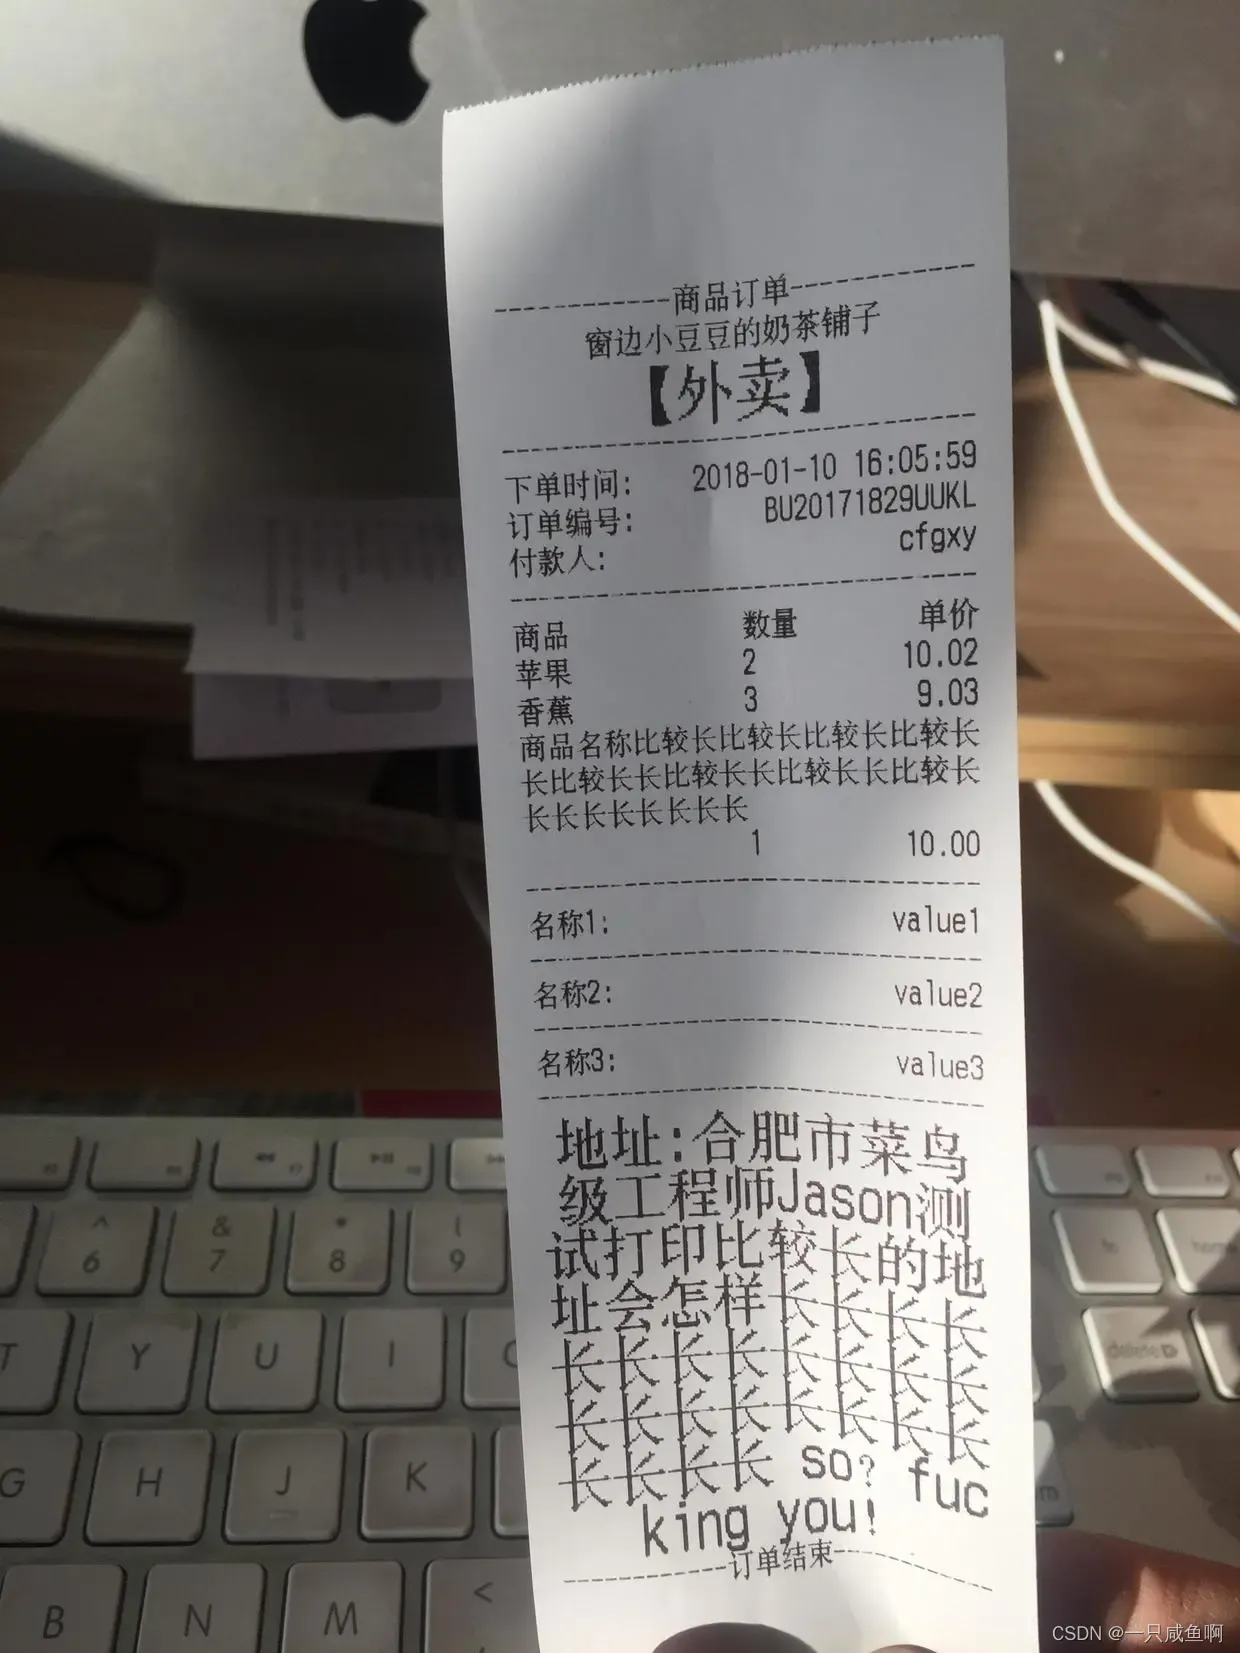 ------------商品订单------------
窗边小豆豆的奶茶铺子
【外卖】
下单时间: 2018-01-10 16:05:59
订单编号: BU20171829UUKL
付款人: cfgxy
商品 数量 单价
苹果 2 10.02
香蕉 3 9.03
商品名称比较长比较长比较长比较长
长比较长长比较长长比较长长比较长
长长长长长长长长
1 10.00
名称1: value1
名称2: value2
名称3: value3
地址:合肥市菜鸟
级工程师Jason测
试打印比较长的地
址会怎样长长长长
长长长长长长长长
长长长长长长长长
长长长长 so? fuc
king you!
------------订单结束------------
^
6
&
7
*
8
(
9
T
Y
U
I
G
H
J
K
B
N
M
<
home
delete
CSDN @一只咸鱼啊